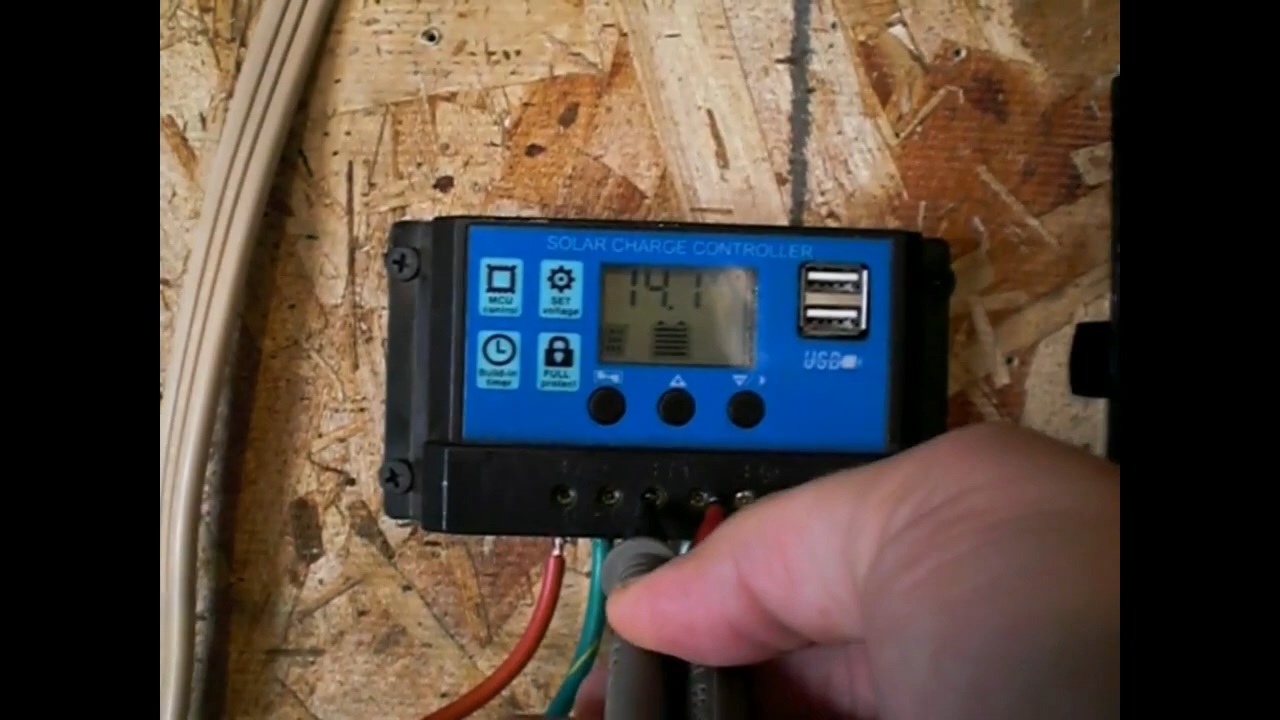 SOLAR CHARGE CONTROLLER
MCU
control
SET
voltage
14.1
Build-in
timer
FULL
protect
USB